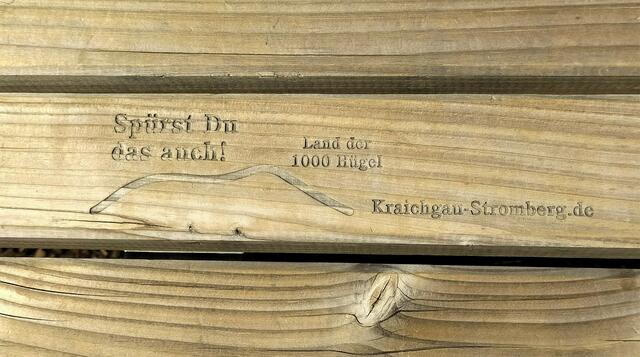 Spürst Du
das auch!
Land der
1000 Hügel
Kraichgau-Stromberg.de